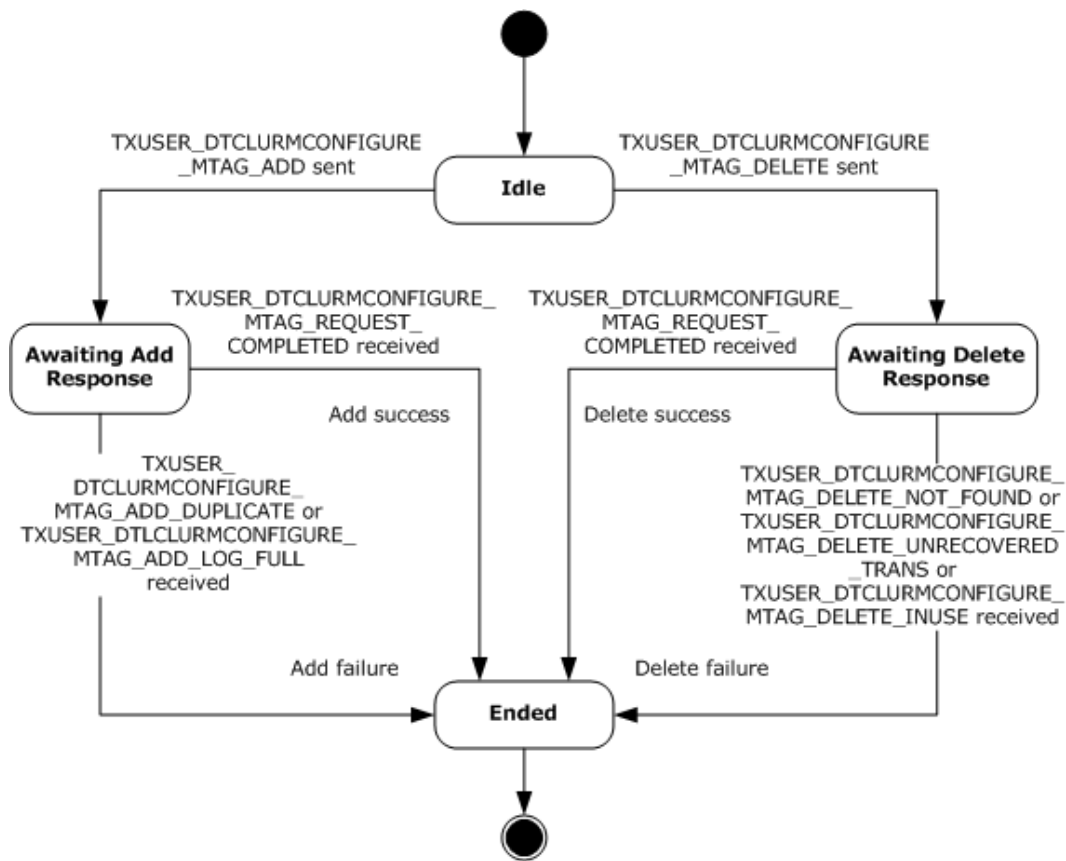 TXUSER_DTCLURMCONFIGURE
_MTAG_ADD sent
TXUSER_DTCLURMCONFIGURE
_MTAG_DELETE sent
Idle
TXUSER_DTCLURMCONFIGURE_
MTAG_REQUEST_
COMPLETED received
TXUSER_DTCLURMCONFIGURE_
MTAG_REQUEST_
COMPLETED received
Awaiting Add
Response
Awaiting Delete
Response
Add success
Delete success
TXUSER_
DTCLURMCONFIGURE_
MTAG_ADD_DUPLICATE or
TXUSER_DTLCLURMCONFIGURE_
MTAG_ADD_LOG_FULL
received
TXUSER_DTCLURMCONFIGURE_
MTAG_DELETE_NOT_FOUND or
TXUSER_DTCLURMCONFIGURE_
MTAG_DELETE_UNRECOVERED
_TRANS or
TXUSER_DTCLURMCONFIGURE_
MTAG_DELETE_INUSE received
Add failure
Delete failure
Ended